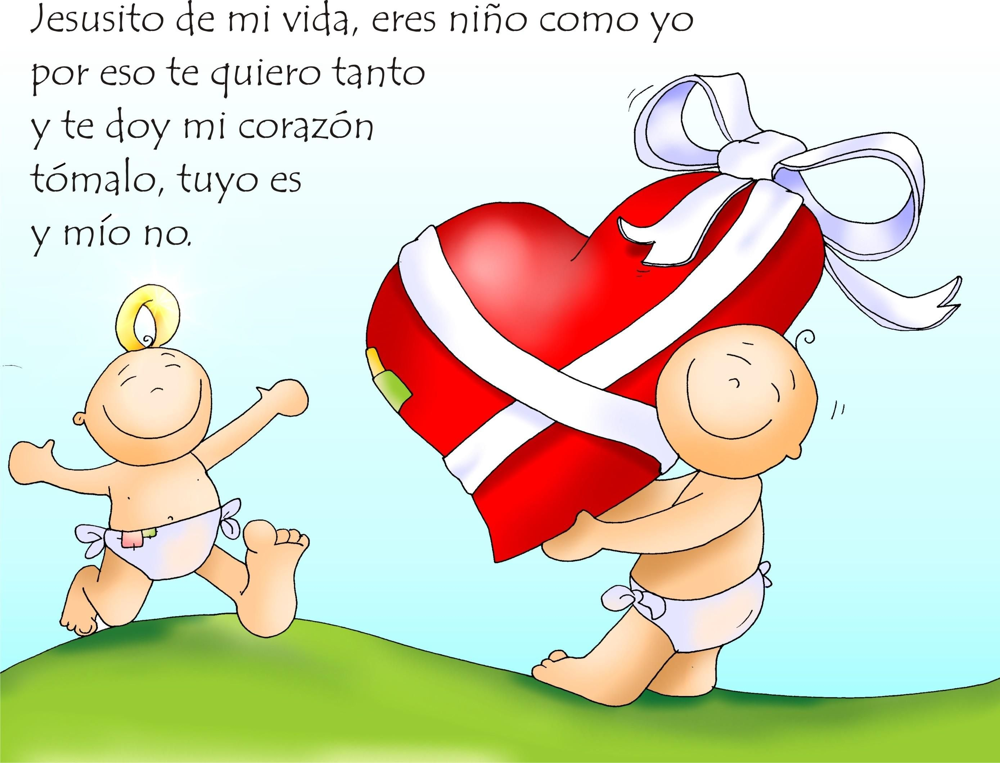 Jesusito de mi vida, eres niño como yo
por eso te quiero tanto
y te doy mi corazón
tómalo, tuyo es
y mío no.